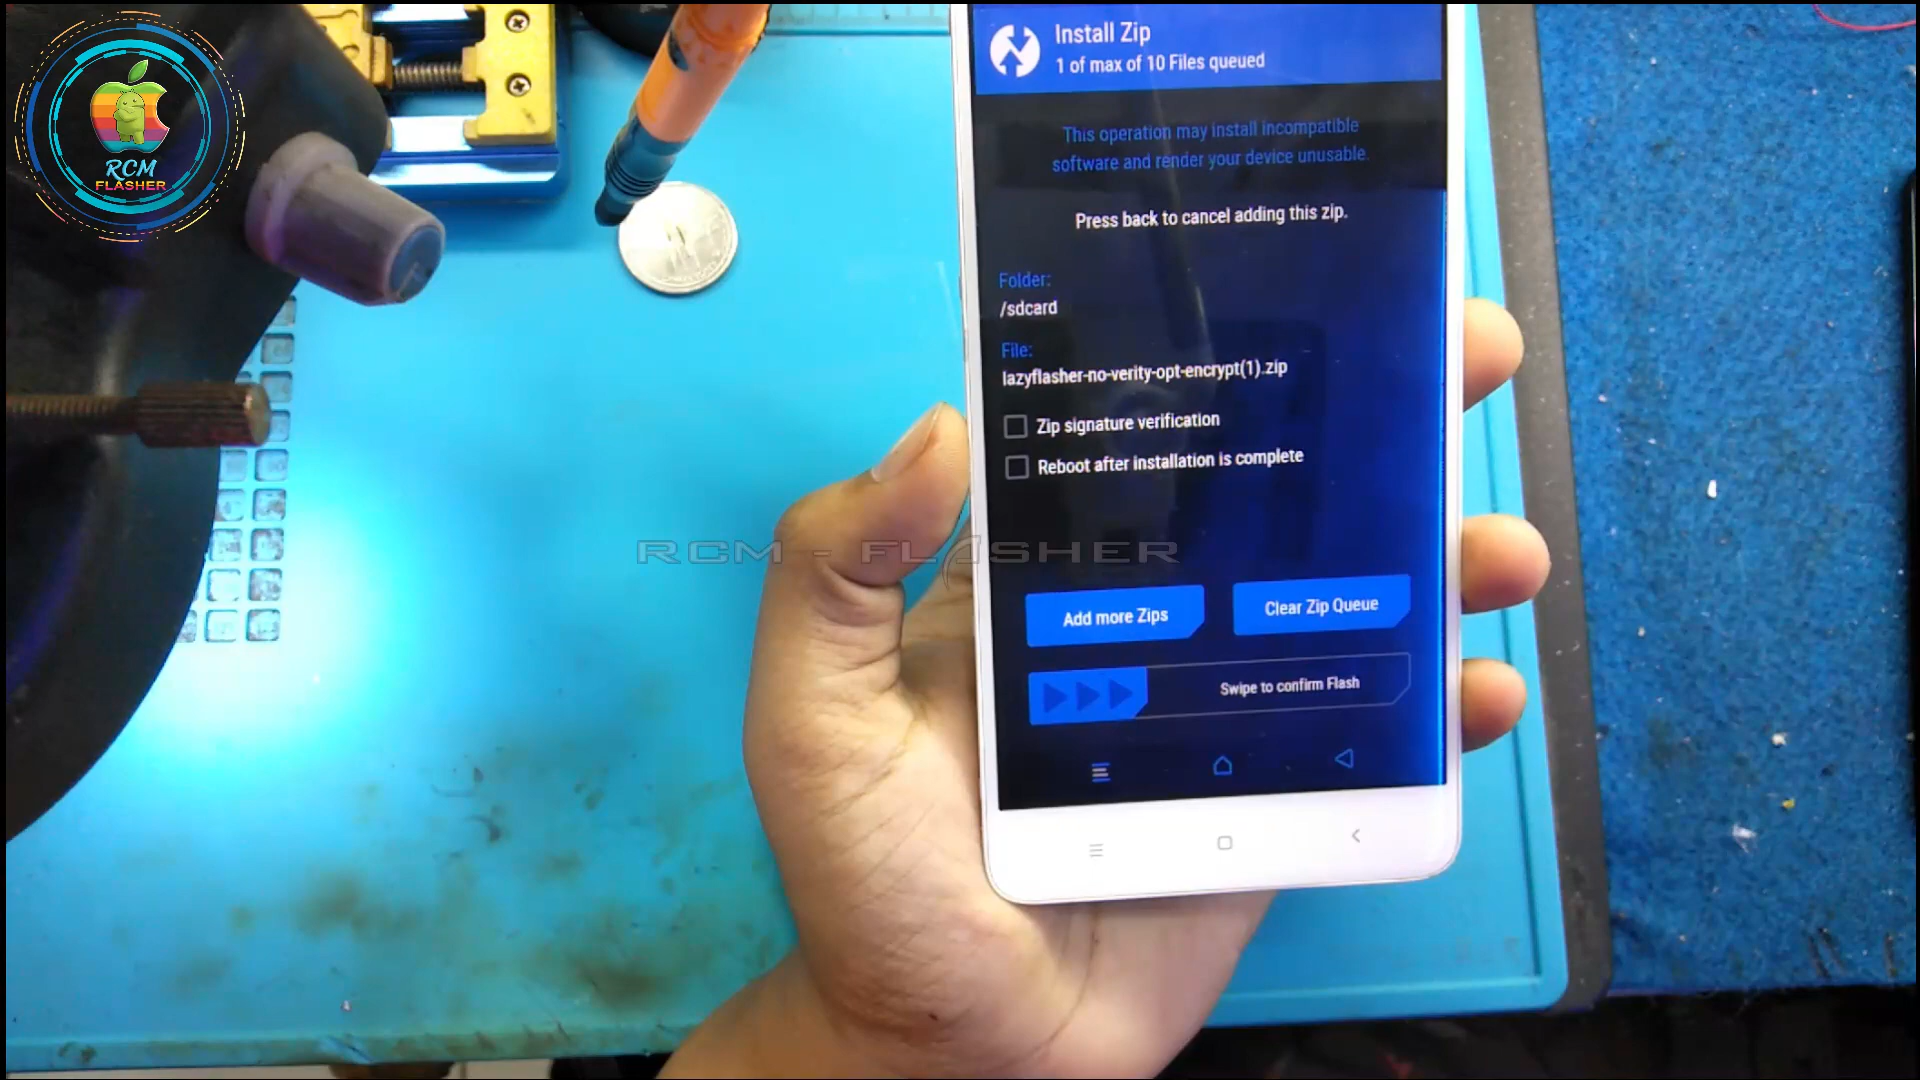 RCM
FLASHER
Install Zip
1 of max of 10 Files queued
This operation may install incompatible
software and render your device unusable.
Press back to cancel adding this zip.
Folder:
/sdcard
File:
lazyflasher-no-verity-opt-encrypt(1).zip
Zip signature verification
Reboot after installation is complete
RCM - FLASHER
Add more Zips
Clear Zip Queue
Swipe to confirm Flash